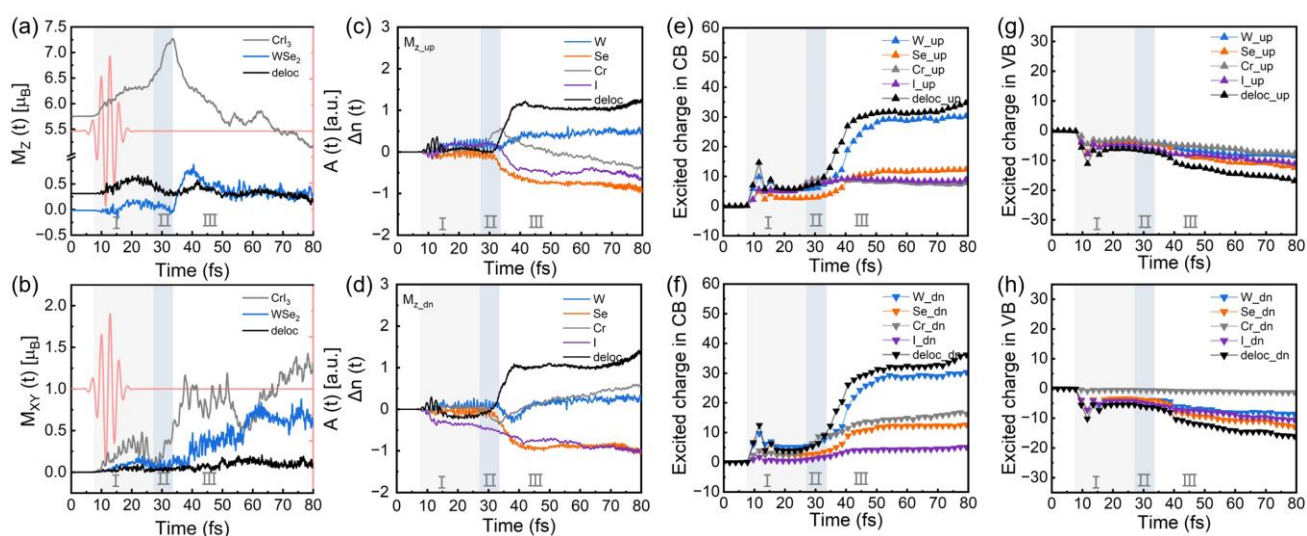 (a)
7.5
7.0
6.5
6.0
5.5
0.5
0.0
-0.5
M_Z (t) [μ_B]
CrI₃
WSe₂
deloc
I
II
III
0 10 20 30 40 50 60 70 80
Time (fs)
(c)
3
2
1
0
−1
−2
A (t) [a.u.]
Δn (t)
M_{z_up}
W
Se
Cr
I
deloc
I
II
III
0 10 20 30 40 50 60 70 80
Time (fs)
(e)
60
50
40
30
20
10
0
−10
Excited charge in CB
W_up
Se_up
Cr_up
I_up
deloc_up
I
II
III
0 10 20 30 40 50 60 70 80
Time (fs)
(g)
30
20
10
0
−10
−20
−30
Excited charge in VB
W_up
Se_up
Cr_up
I_up
deloc_up
I
II
III
0 10 20 30 40 50 60 70 80
Time (fs)
(b)
2.0
1.5
1.0
0.5
0.0
M_{XY} (t) [μ_B]
CrI₃
WSe₂
deloc
I
II
III
0 10 20 30 40 50 60 70 80
Time (fs)
(d)
3
2
1
0
−1
−2
A (t) [a.u.]
Δn (t)
M_{z_dn}
W
Se
Cr
I
deloc
I
II
III
0 10 20 30 40 50 60 70 80
Time (fs)
(f)
60
50
40
30
20
10
0
−10
Excited charge in CB
W_dn
Se_dn
Cr_dn
I_dn
deloc_dn
I
II
III
0 10 20 30 40 50 60 70 80
Time (fs)
(h)
30
20
10
0
−10
−20
−30
Excited charge in VB
W_dn
Se_dn
Cr_dn
I_dn
deloc_dn
I
II
III
0 10 20 30 40 50 60 70 80
Time (fs)